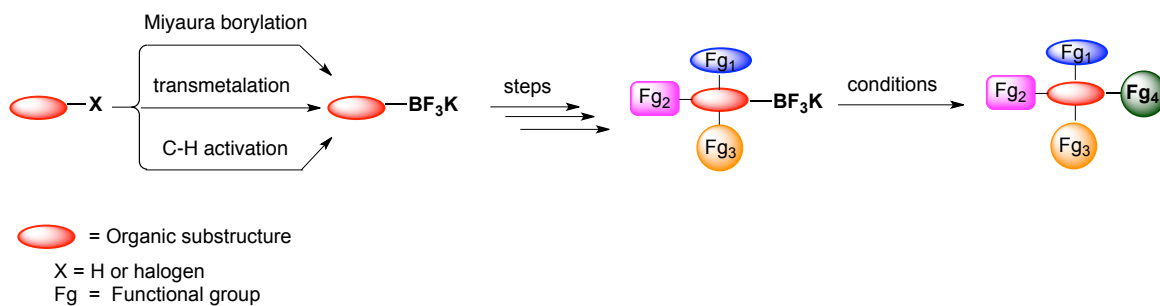 Miyaura borylation
X
transmetalation
C-H activation
BF₃K
steps
Fg₁
Fg₂
BF₃K
Fg₃
conditions
Fg₁
Fg₂
Fg₄
Fg₃
= Organic substructure
X = H or halogen
Fg = Functional group